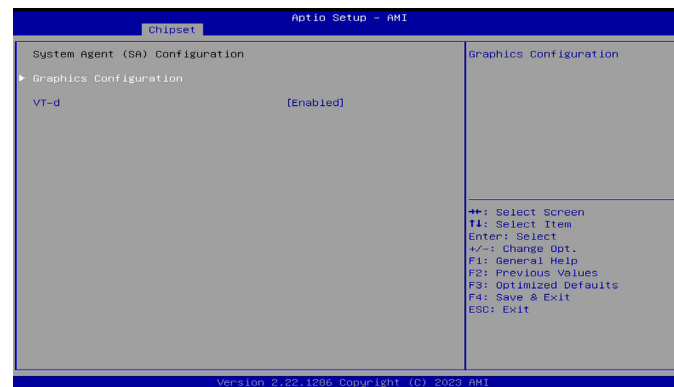 Aptio Setup – AMI
Chipset
System Agent (SA) Configuration
Graphics Configuration
▶ Graphics Configuration
VT-d [Enabled]
→←: Select Screen
↑↓: Select Item
Enter: Select
+/-: Change Opt.
F1: General Help
F2: Previous Values
F3: Optimized Defaults
F4: Save & Exit
ESC: Exit
Version 2.22.1286 Copyright (C) 2023 AMI